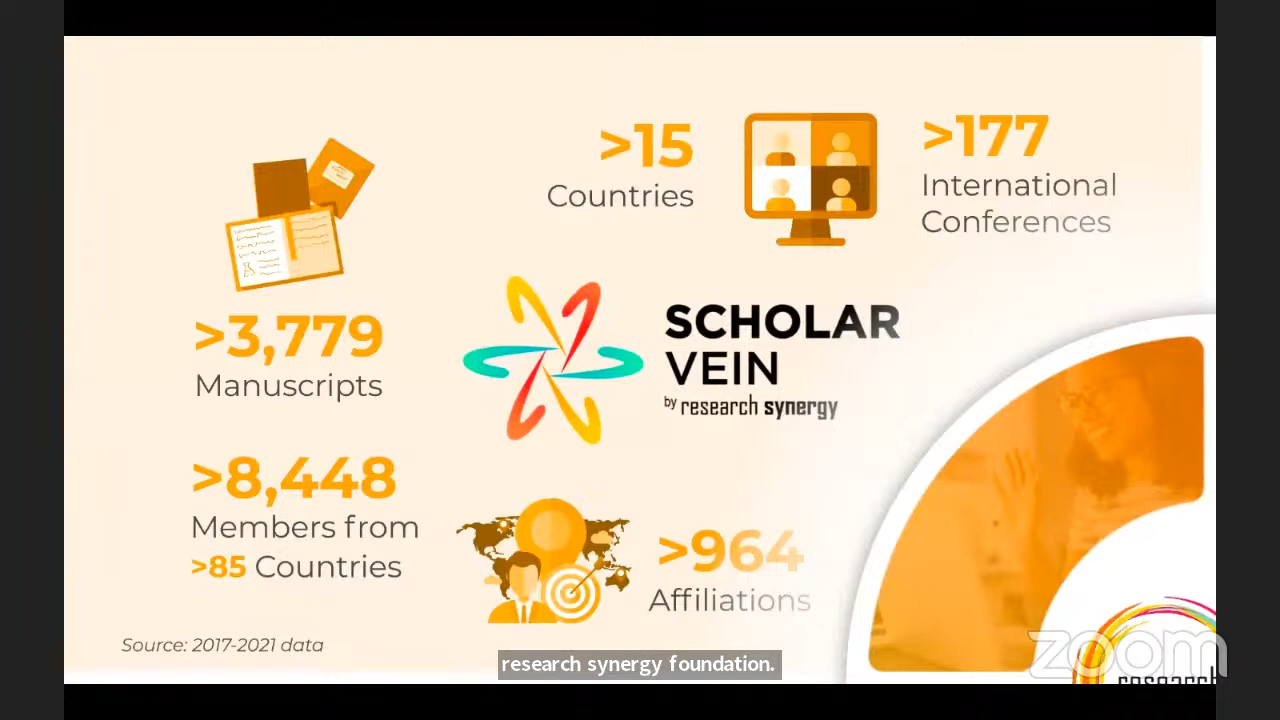 >15
Countries
>177
International
Conferences
>3,779
Manuscripts
SCHOLAR
VEIN
by research synergy
>8,448
Members from
>85 Countries
>964
Affiliations
Source: 2017-2021 data
research synergy foundation.
zoom
research